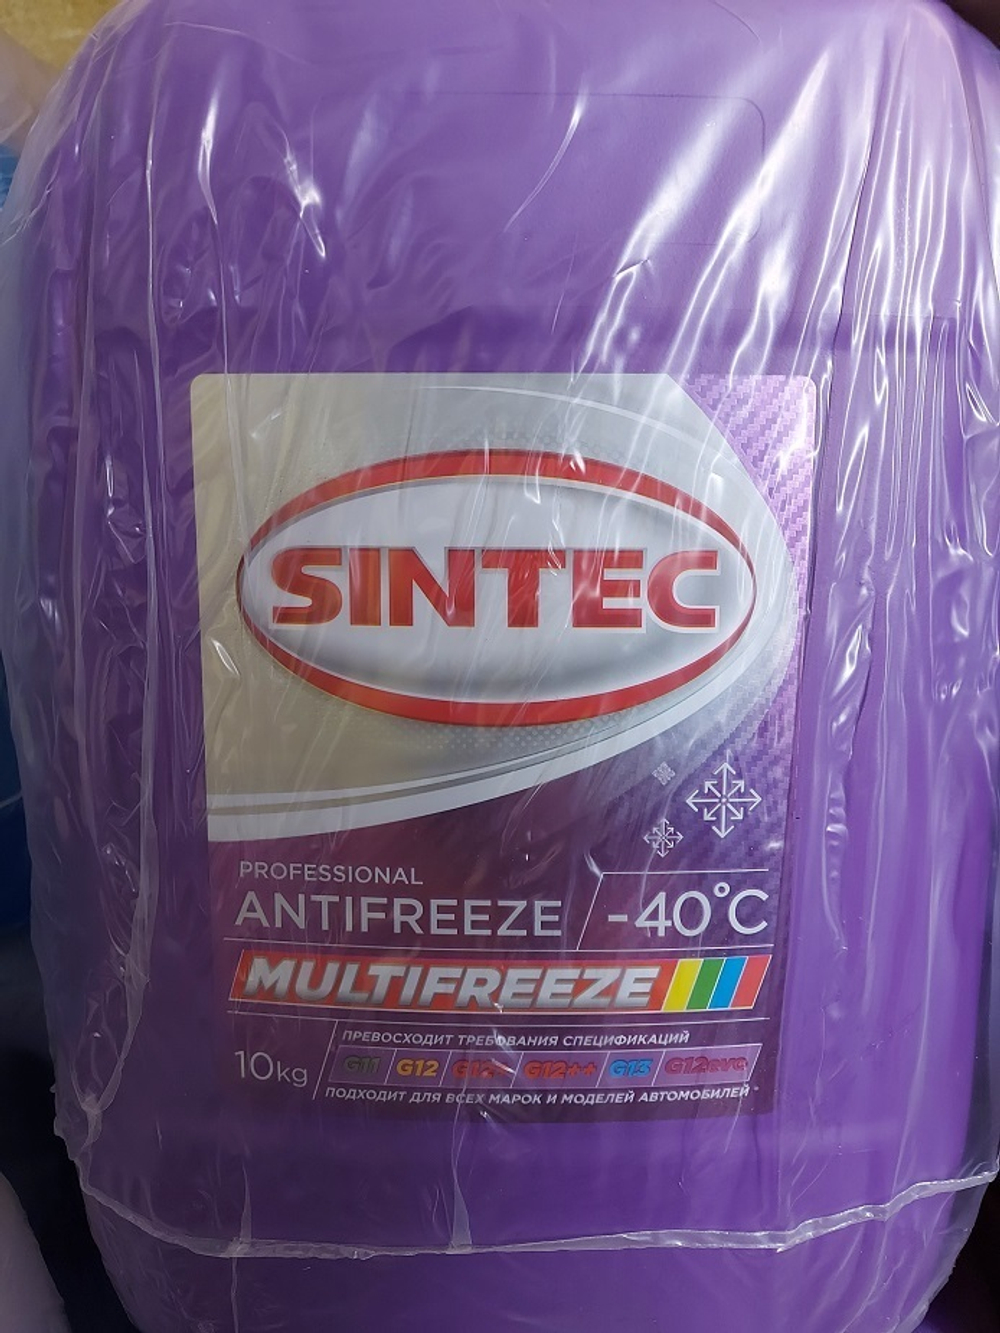 SINTEC
PROFESSIONAL
ANTIFREEZE -40°C
MULTIFREEZE
10kg
ПРЕВОСХОДИТ ТРЕБОВАНИЯ СПЕЦИФИКАЦИЙ
G11 G12 G12+ G12++ G13 G12evo
ПОДХОДИТ ДЛЯ ВСЕХ МАРОК И МОДЕЛЕЙ АВТОМОБИЛЕЙ*